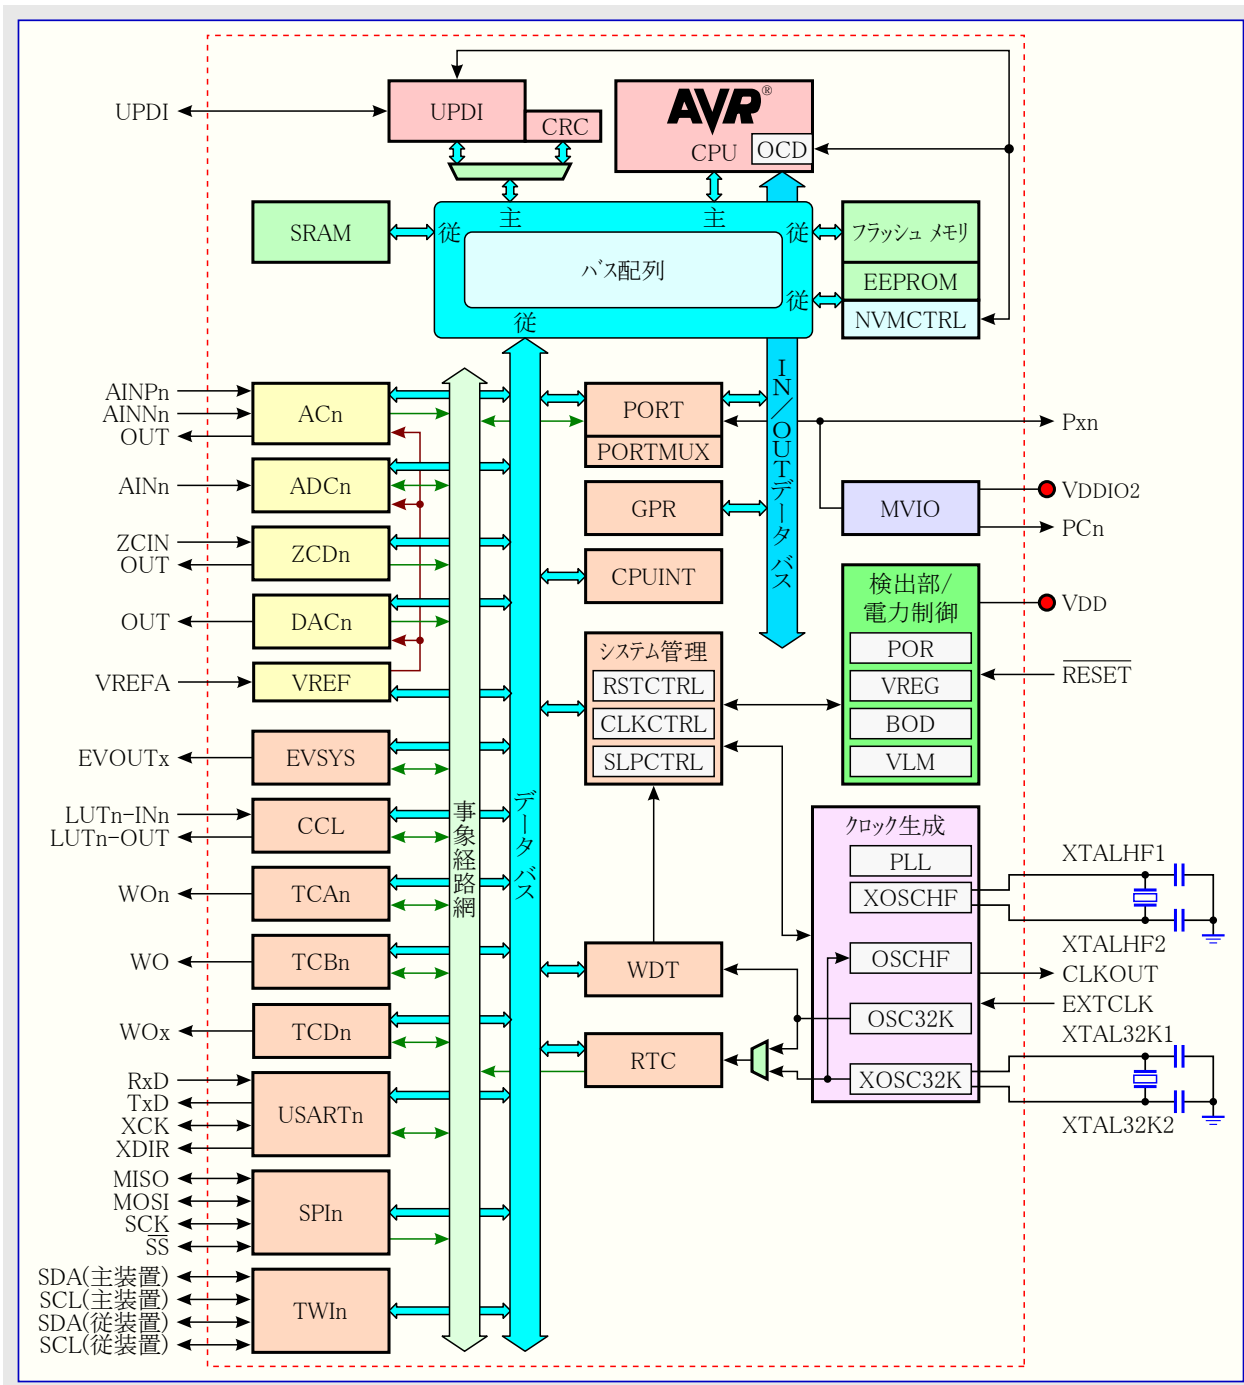 UPDI
UPDI
CRC
AVR®
CPU
OCD
SRAM
主
主
従
従
従
従
バス配列
フラッシュ メモリ
EEPROM
NVMCTRL
AINPn
AINNn
OUT
ACn
AINn
ADCn
ZCIN
OUT
ZCDn
OUT
DACn
VREFA
VREF
EVOUTx
EVSYS
LUTn-INn
LUTn-OUT
CCL
WOn
TCAn
WO
TCBn
WOx
TCDn
RxD
TxD
XCK
XDIR
USARTn
MISO
MOSI
SCK
SS
SPIn
SDA(主装置)
SCL(主装置)
SDA(従装置)
SCL(従装置)
TWIn
事象経路網
データ バス
IN/OUTデータ バス
PORT
PORTMUX
GPR
CPUINT
システム管理
RSTCTRL
CLKCTRL
SLPCTRL
WDT
RTC
Pxn
MVIO
VDDIO2
PCn
検出部/
電力制御
POR
VREG
BOD
VLM
VDD
RESET
クロック生成
PLL
XOSCHF
OSCHF
OSC32K
XOSC32K
XTALHF1
XTALHF2
CLKOUT
EXTCLK
XTAL32K1
XTAL32K2